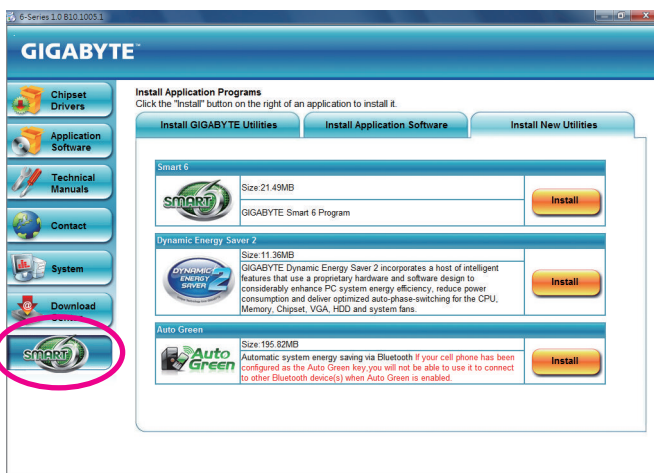 6-Series 1.0 B10.1005.1
GIGABYTE™
Chipset
Drivers
Application
Software
Technical
Manuals
Contact
System
Download
SMART6
Install Application Programs
Click the "Install" button on the right of an application to install it.
Install GIGABYTE Utilities
Install Application Software
Install New Utilities
Smart 6
SMART6
Size:21.49MB
GIGABYTE Smart 6 Program
Install
Dynamic Energy Saver 2
DYNAMIC
ENERGY
SAVER 2
Size:11.36MB
GIGABYTE Dynamic Energy Saver 2 incorporates a host of intelligent
features that use a proprietary hardware and software design to
considerably enhance PC system energy efficiency, reduce power
consumption and deliver optimized auto-phase-switching for the CPU,
Memory, Chipset, VGA, HDD and system fans.
Install
Auto Green
Auto
Green
Size:195.82MB
Automatic system energy saving via Bluetooth If your cell phone has been
configured as the Auto Green key,you will not be able to use it to connect
to other Bluetooth device(s) when Auto Green is enabled.
Install